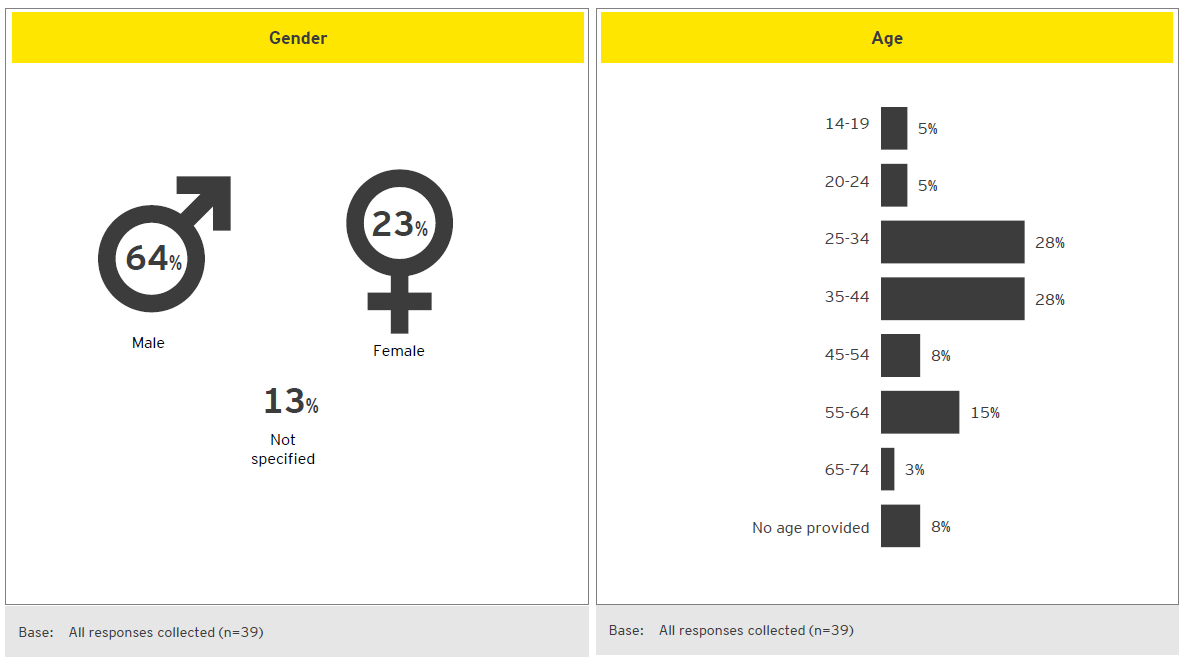 Gender
64%
Male
23%
Female
13%
Not
specified
Base: All responses collected (n=39)
Age
14-19 5%
20-24 5%
25-34 28%
35-44 28%
45-54 8%
55-64 15%
65-74 3%
No age provided 8%
Base: All responses collected (n=39)